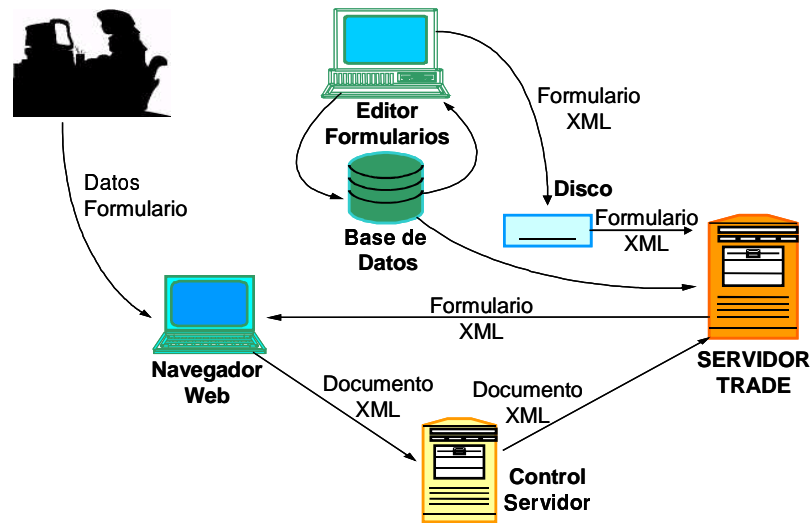 Editor
Formularios
Formulario
XML
Datos
Formulario
Disco
Base de
Datos
Formulario
XML
Formulario
XML
SERVIDOR
TRADE
Navegador
Web
Documento
XML
Documento
XML
Control
Servidor